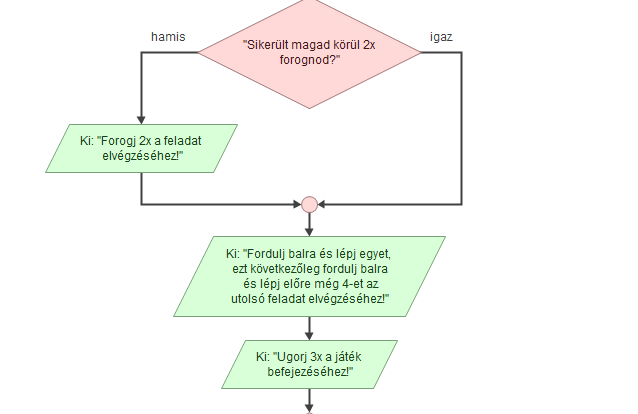 hamis
igaz
"Sikerült magad körül 2x
forognod?"
Ki: "Forogj 2x a feladat
elvégzéséhez!"
Ki: "Fordulj balra és lépj egyet,
ezt követkzőleg fordulj balra
és lépj előre még 4-et az
utolsó feladat elvégzéséhez!"
Ki: "Ugorj 3x a játék
befejezéséhez!"